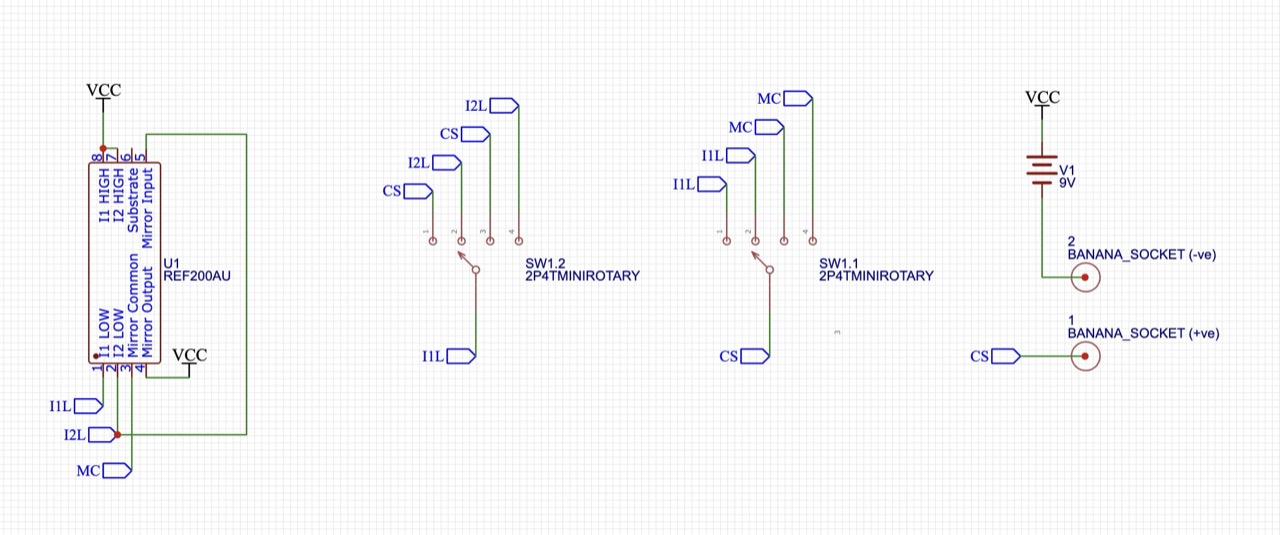 VCC
8
7
6
5
I1 HIGH
I2 HIGH
Substrate
Mirror Input
I1 LOW
I2 LOW
Mirror Common
Mirror Output
1
2
3
4
U1
REF200AU
VCC
I1L
I2L
MC
I2L
CS
I2L
CS
1
2
3
4
SW1.2
2P4TMINIROTARY
I1L
MC
MC
I1L
I1L
1
2
4
SW1.1
2P4TMINIROTARY
3
CS
VCC
V1
9V
2
BANANA_SOCKET (-ve)
1
BANANA_SOCKET (+ve)
CS